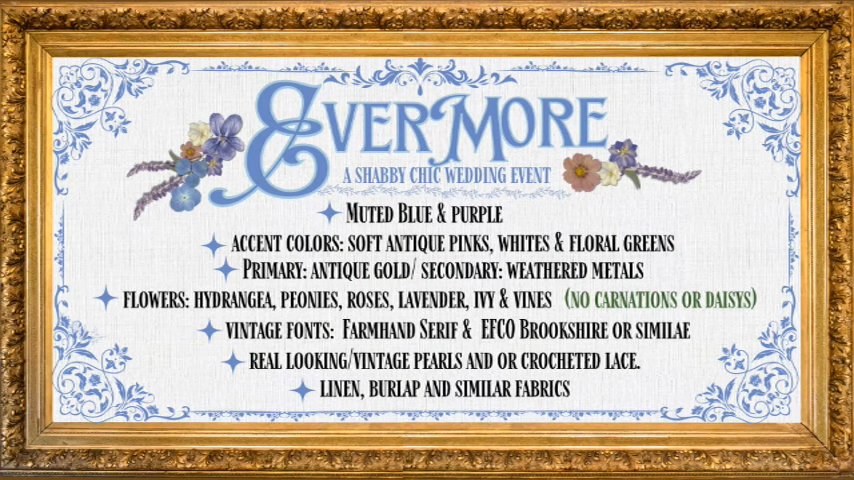 EVERMORE
A SHABBY CHIC WEDDING EVENT
MUTED BLUE & PURPLE
ACCENT COLORS: SOFT ANTIQUE PINKS, WHITES & FLORAL GREENS
PRIMARY: ANTIQUE GOLD/ SECONDARY: WEATHERED METALS
FLOWERS: HYDRANGEA, PEONIES, ROSES, LAVENDER, IVY & VINES (NO CARNATIONS OR DAISYS)
VINTAGE FONTS: FARMHAND SERIF & EFCO BROOKSHIRE OR SIMILAE
REAL LOOKING/VINTAGE PEARLS AND OR CROCHETED LACE.
LINEN, BURLAP AND SIMILAR FABRICS